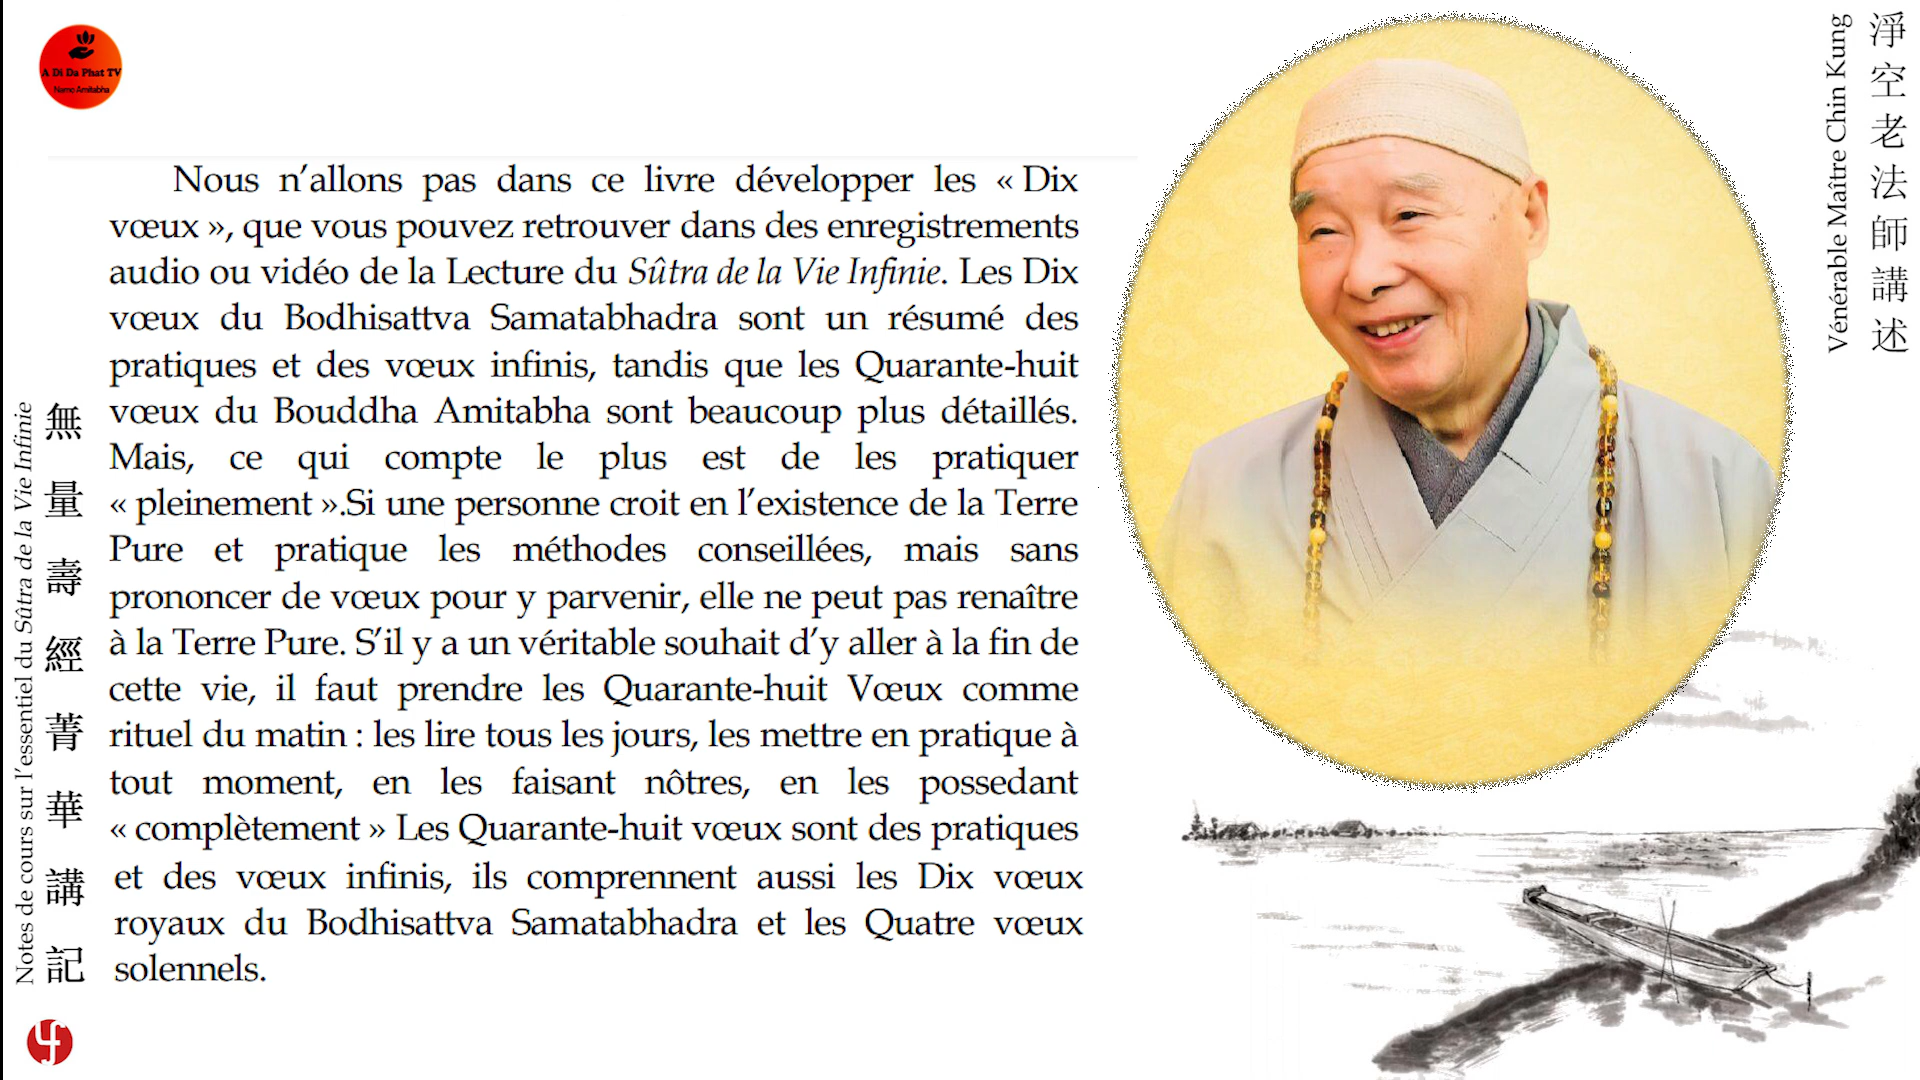 A Di Da Phat TV
Namo Amitabha
Nous n’allons pas dans ce livre développer les « Dix
vœux », que vous pouvez retrouver dans des enregistrements
audio ou vidéo de la Lecture du Sûtra de la Vie Infinie. Les Dix
vœux du Bodhisattva Samatabhadra sont un résumé des
pratiques et des vœux infinis, tandis que les Quarante-huit
vœux du Bouddha Amitabha sont beaucoup plus détaillés.
Mais, ce qui compte le plus est de les pratiquer
« pleinement ».Si une personne croit en l’existence de la Terre
Pure et pratique les méthodes conseillées, mais sans
prononcer de vœux pour y parvenir, elle ne peut pas renaître
à la Terre Pure. S’il y a un véritable souhait d’y aller à la fin de
cette vie, il faut prendre les Quarante-huit Vœux comme
rituel du matin : les lire tous les jours, les mettre en pratique à
tout moment, en les faisant nôtres, en les possedant
« complètement » Les Quarante-huit vœux sont des pratiques
et des vœux infinis, ils comprennent aussi les Dix vœux
royaux du Bodhisattva Samatabhadra et les Quatre vœux
solennels.
Notes de cours sur l’essentiel du Sûtra de la Vie Infinie
無量壽經菁華講記
Vénérable Maître Chin Kung
淨空老法師講述